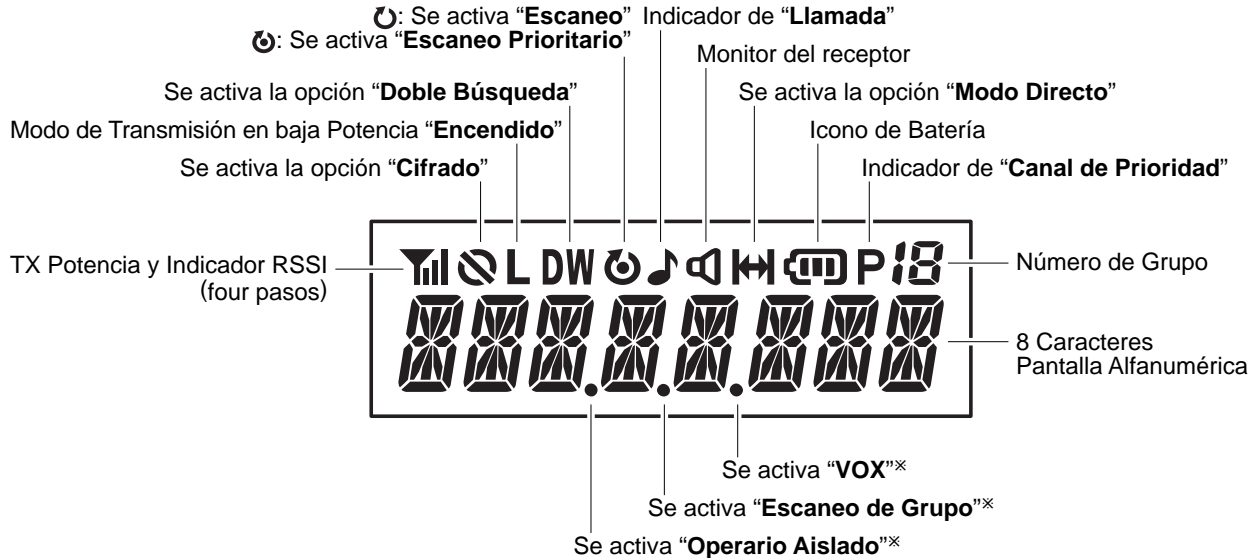 ↻: Se activa “Escaneo” Indicador de “Llamada”
: Se activa “Escaneo Prioritario”
Monitor del receptor
Se activa la opción “Doble Búsqueda”
Se activa la opción “Modo Directo”
Modo de Transmisión en baja Potencia “Encendido”
Icono de Batería
Se activa la opción “Cifrado”
Indicador de “Canal de Prioridad”
TX Potencia y Indicador RSSI
(four pasos)
L DW P 18
Número de Grupo
8 Caracteres
Pantalla Alfanumérica
Se activa “VOX”※
Se activa “Escaneo de Grupo”※
Se activa “Operario Aislado”※